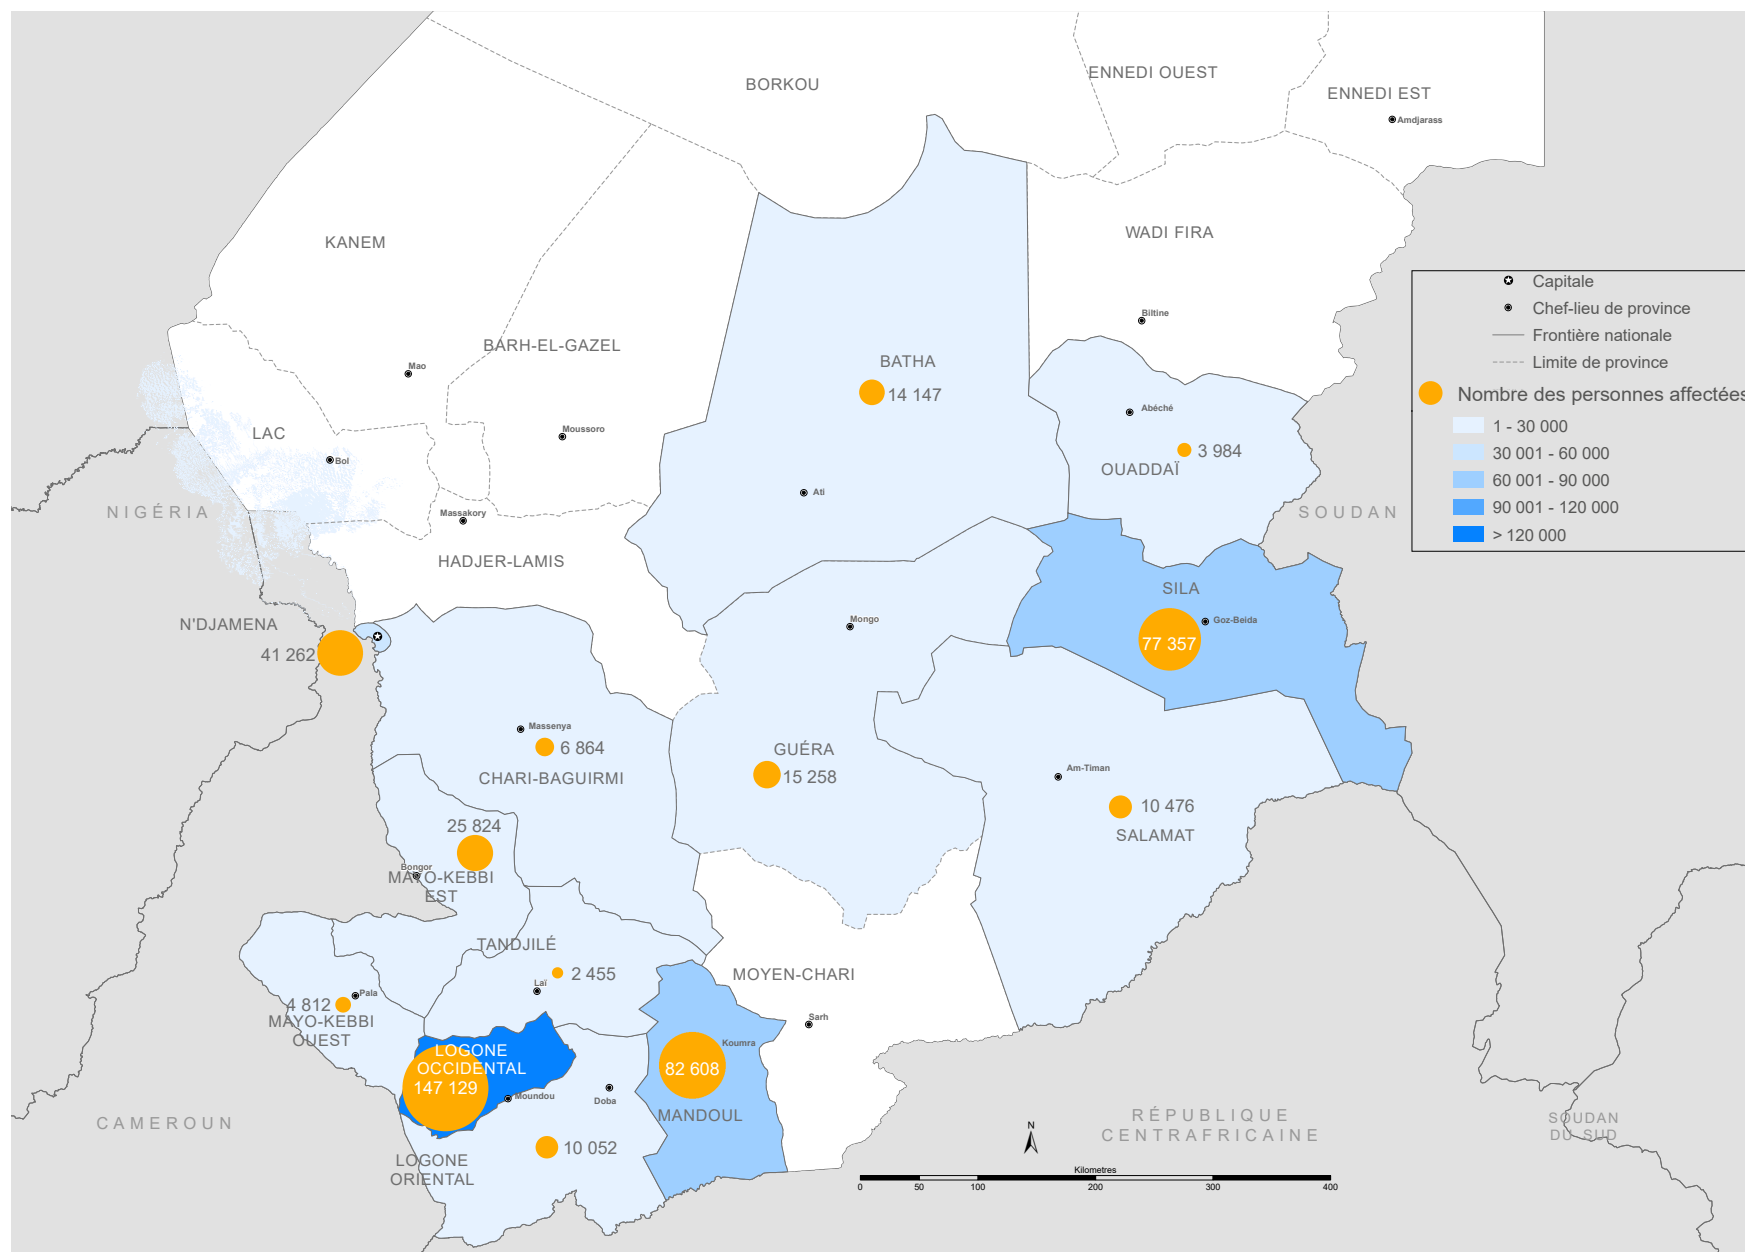 BORKOU
ENNEDI OUEST
ENNEDI EST
Amdjarass
KANEM
WADI FIRA
Capitale
Chef-lieu de province
Frontière nationale
Limite de province
Nombre des personnes affectées
1 - 30 000
30 001 - 60 000
60 001 - 90 000
90 001 - 120 000
> 120 000
Biltine
BARH-EL-GAZEL
BATHA
14 147
Mao
Abéché
Moussoro
LAC
Bol
3 984
OUADDAÏ
Ati
NIGÉRIA
Massakory
SOUDAN
HADJER-LAMIS
SILA
Goz-Beida
77 357
N'DJAMENA
41 262
Mongo
Massenya
6 864
CHARI-BAGUIRMI
GUÉRA
15 258
Am-Timan
10 476
SALAMAT
25 824
Bongor
MAYO-KEBBI
EST
TANDJILÉ
2 455
Laï
MOYEN-CHARI
Pala
4 812
MAYO-KEBBI
OUEST
Sarh
Koumra
LOGONE
OCCIDENTAL
147 129
82 608
Moundou
Doba
MANDOUL
CAMEROUN
10 052
LOGONE
ORIENTAL
RÉPUBLIQUE
CENTRAFRICAINE
SOUDAN
DU SUD
N
Kilometres
0 50 100 200 300 400